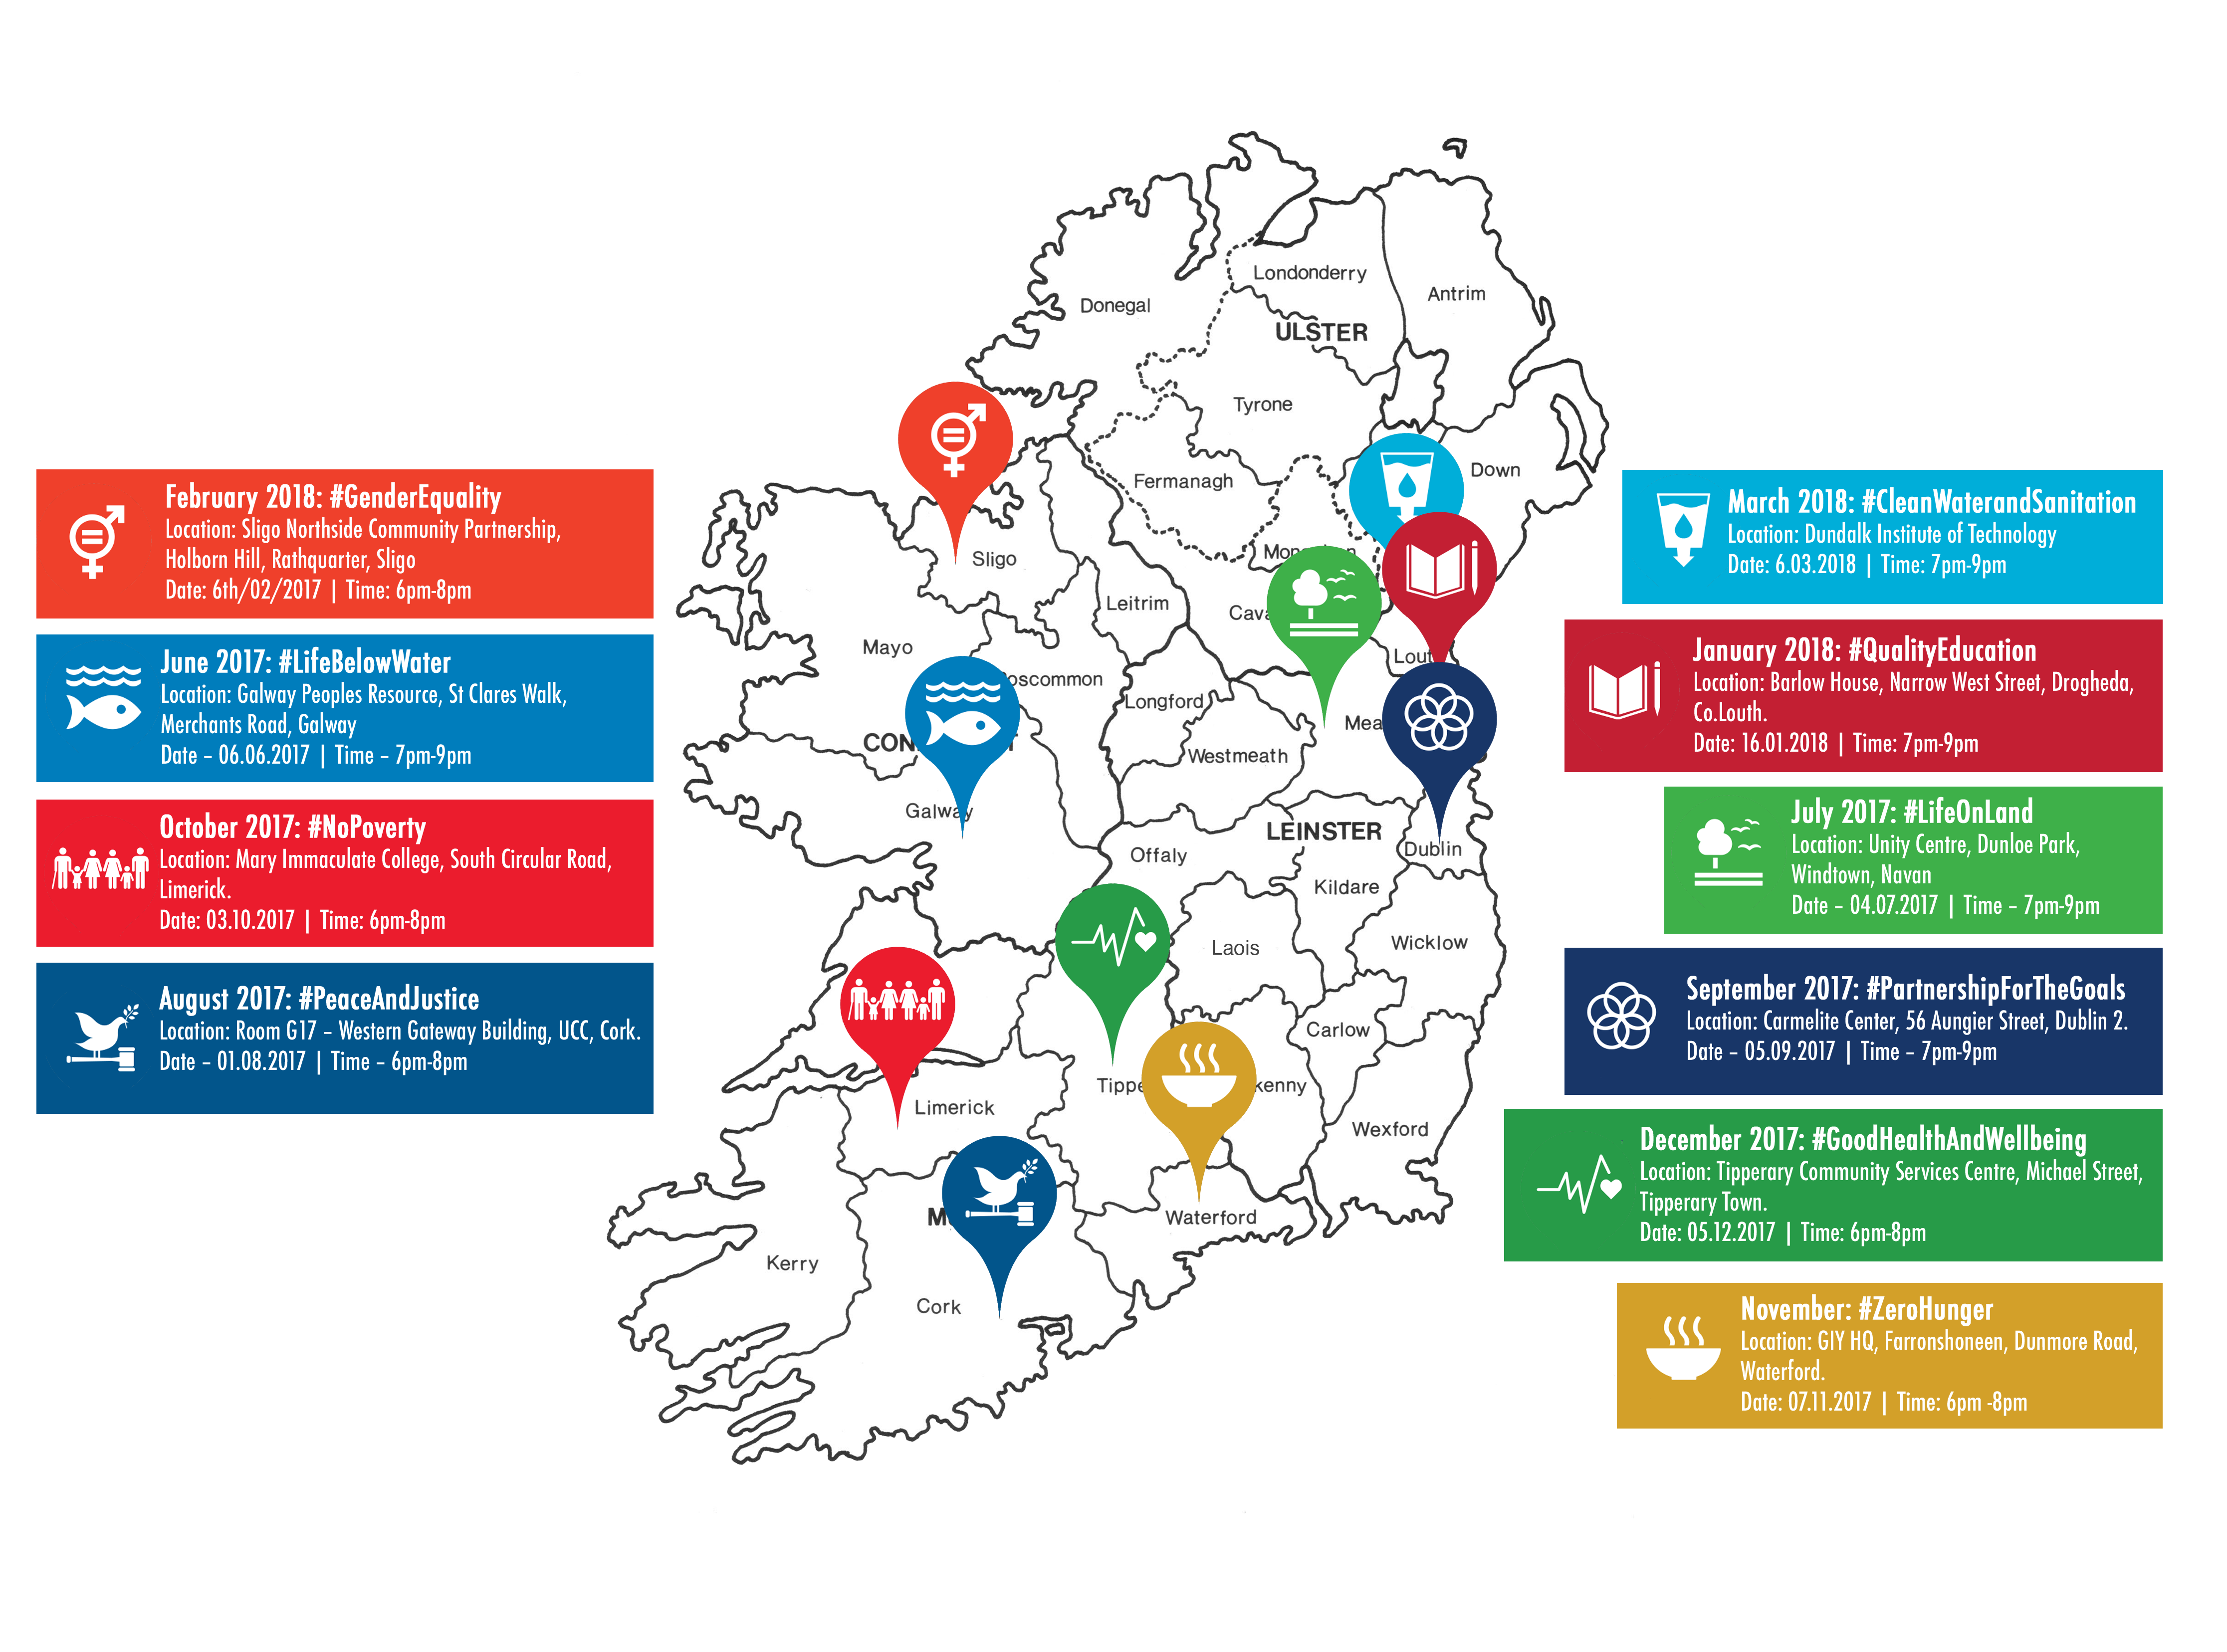 February 2018: #GenderEquality
Location: Sligo Northside Community Partnership,
Holborn Hill, Rathquarter, Sligo
Date: 6th/02/2017 | Time: 6pm-8pm
June 2017: #LifeBelowWater
Location: Galway Peoples Resource, St Clares Walk,
Merchants Road, Galway
Date – 06.06.2017 | Time – 7pm-9pm
October 2017: #NoPoverty
Location: Mary Immaculate College, South Circular Road,
Limerick.
Date: 03.10.2017 | Time: 6pm-8pm
August 2017: #PeaceAndJustice
Location: Room G17 – Western Gateway Building, UCC, Cork.
Date – 01.08.2017 | Time – 6pm-8pm
Londonderry
Antrim
Donegal
ULSTER
Tyrone
Down
Fermanagh
Sligo
Leitrim
Mayo
oscommon
Longford
Westmeath
Galway
LEINSTER
Dublin
Offaly
Kildare
Wicklow
Laois
Carlow
kenny
Limerick
Wexford
Waterford
Kerry
Cork
March 2018: #CleanWaterandSanitation
Location: Dundalk Institute of Technology
Date: 6.03.2018 | Time: 7pm-9pm
January 2018: #QualityEducation
Location: Barlow House, Narrow West Street, Drogheda,
Co.Louth.
Date: 16.01.2018 | Time: 7pm-9pm
July 2017: #LifeOnLand
Location: Unity Centre, Dunloe Park,
Windtown, Navan
Date – 04.07.2017 | Time – 7pm-9pm
September 2017: #PartnershipForTheGoals
Location: Carmelite Center, 56 Aungier Street, Dublin 2.
Date – 05.09.2017 | Time – 7pm-9pm
December 2017: #GoodHealthAndWellbeing
Location: Tipperary Community Services Centre, Michael Street,
Tipperary Town.
Date: 05.12.2017 | Time: 6pm-8pm
November: #ZeroHunger
Location: GIY HQ, Farronshoneen, Dunmore Road,
Waterford.
Date: 07.11.2017 | Time: 6pm -8pm